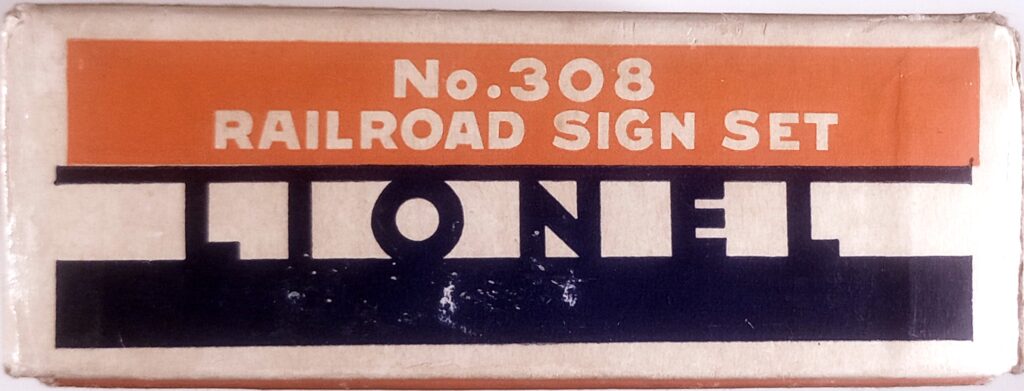 No. 308
RAILROAD SIGN SET
LIONEL